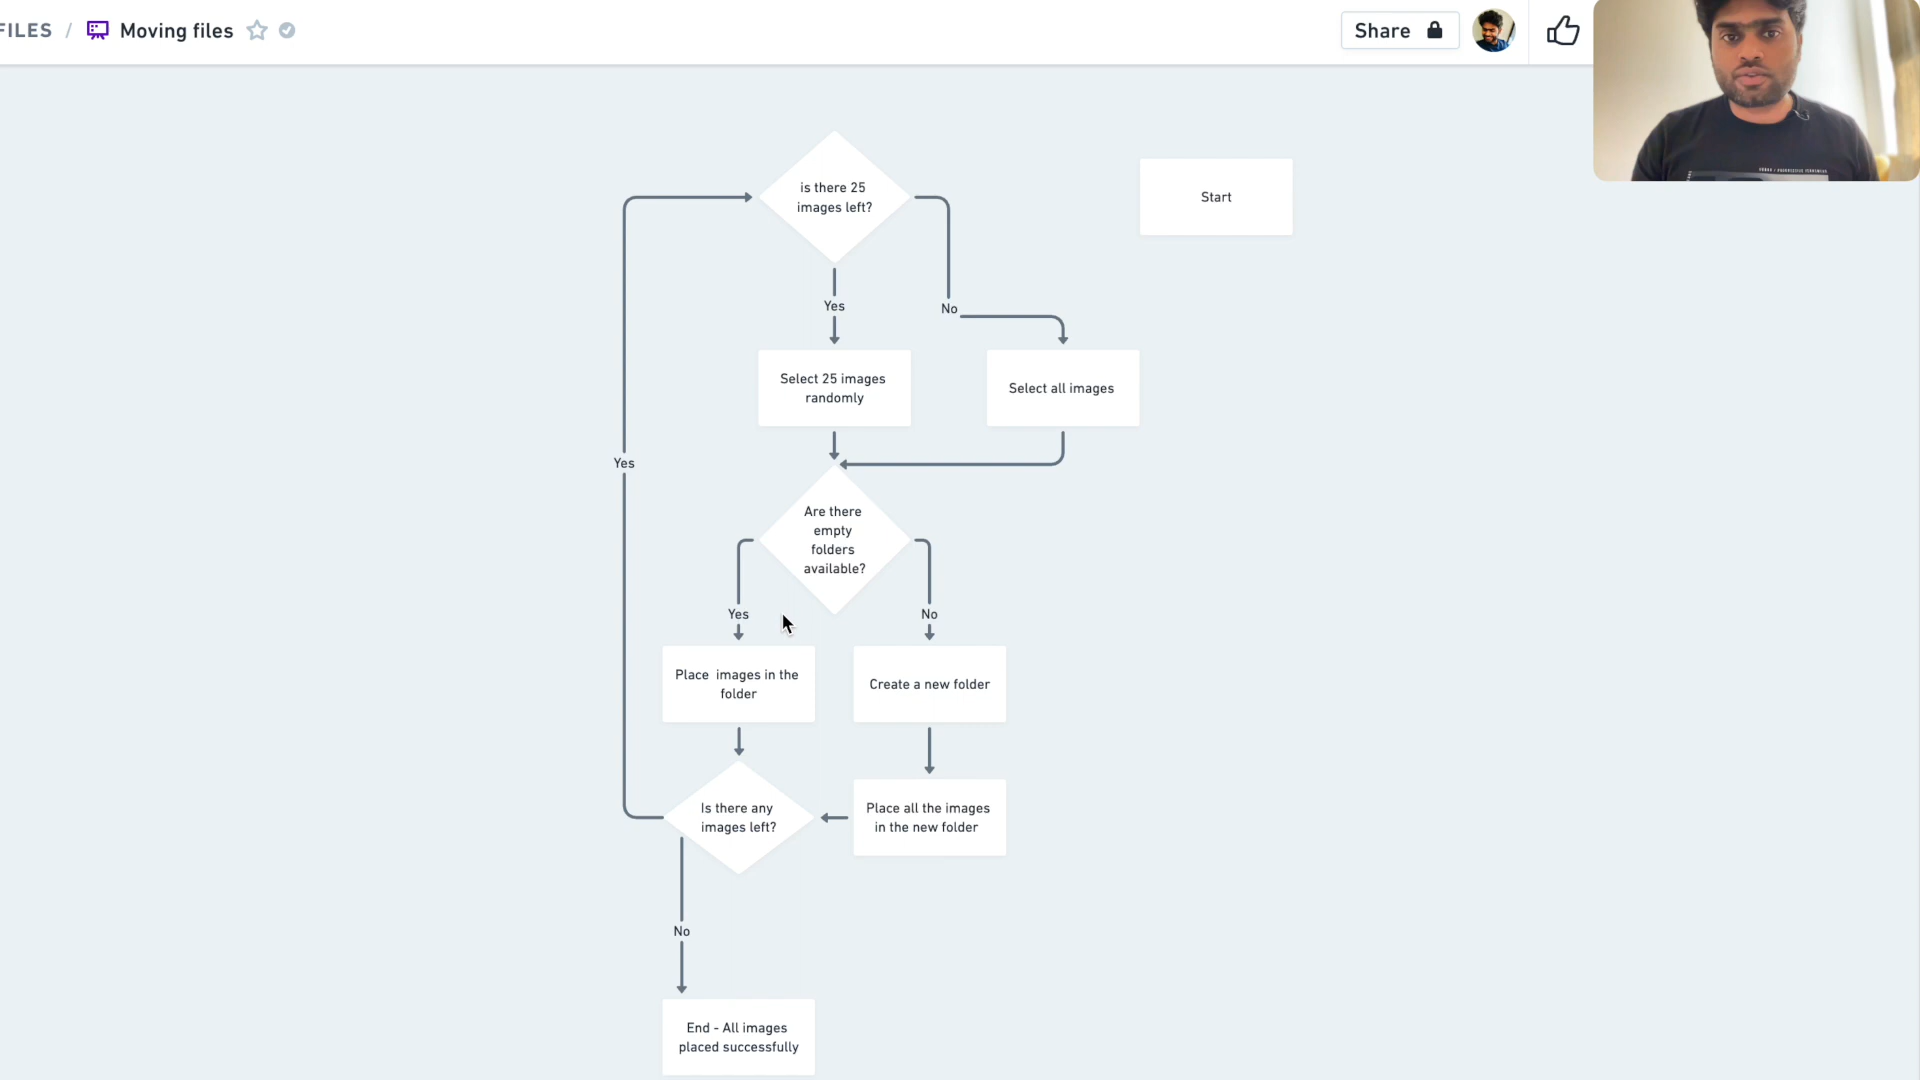 FILES / Moving files
Share
is there 25
images left?
Start
Yes
No
Select 25 images
randomly
Select all images
Yes
Are there
empty
folders
available?
Yes
No
Place  images in the
folder
Create a new folder
Is there any
images left?
Place all the images
in the new folder
No
End - All images
placed successfully